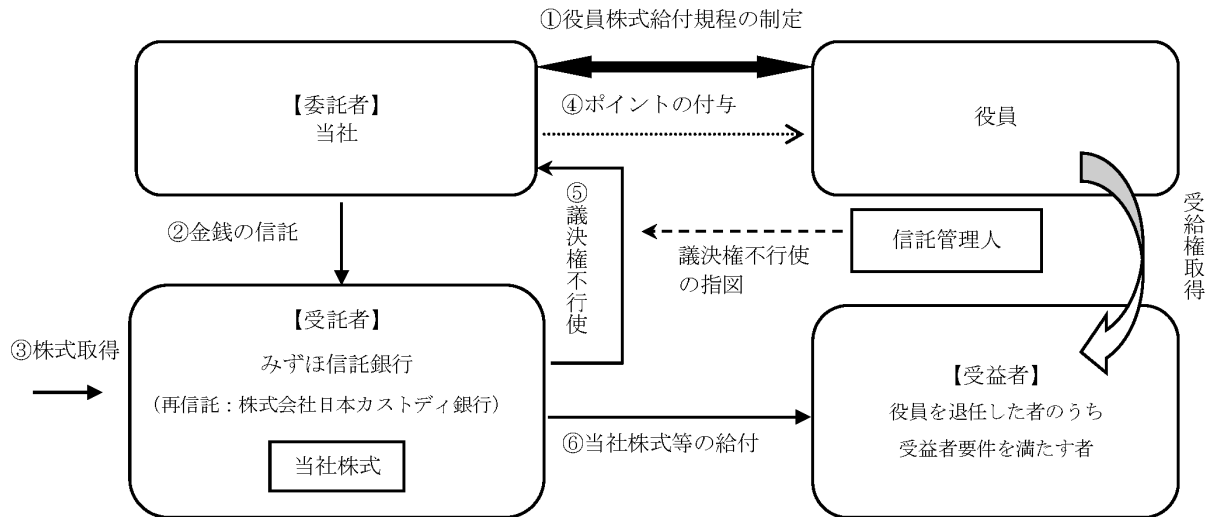 ①役員株式給付規程の制定
【委託者】
当社
④ポイントの付与
役員
②金銭の信託
⑤議決権不行使
議決権不行使
の指図
信託管理人
受給権取得
③株式取得
【受託者】
みずほ信託銀行
（再信託：株式会社日本カストディ銀行）
当社株式
⑥当社株式等の給付
【受益者】
役員を退任した者のうち
受益者要件を満たす者